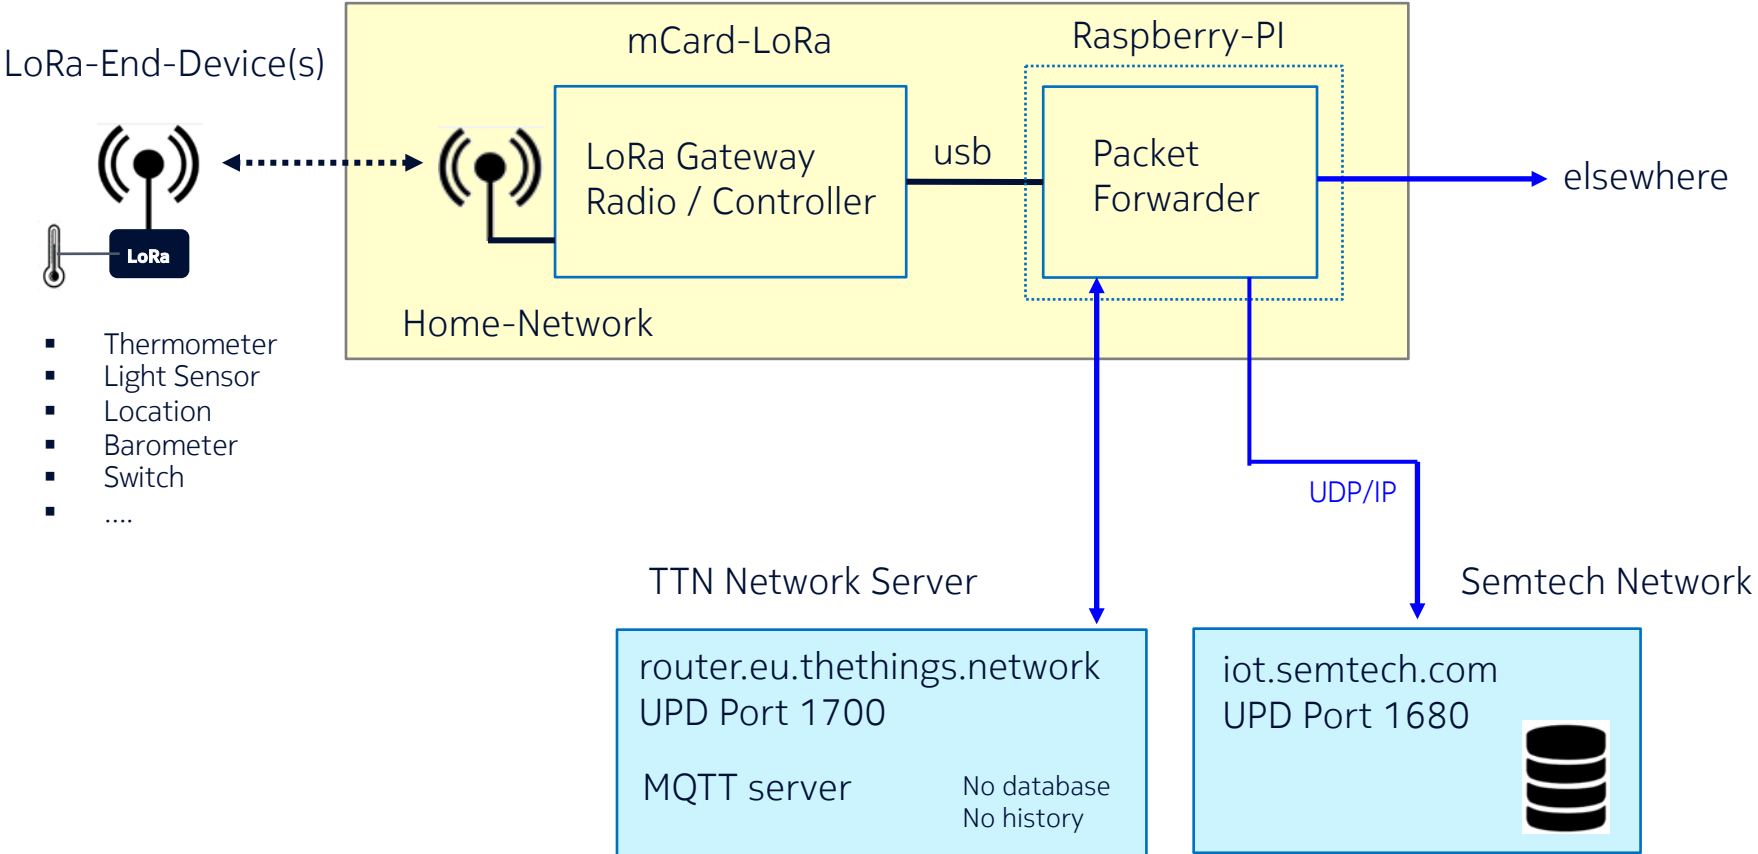 LoRa-End-Device(s)
LoRa
▪ Thermometer
▪ Light Sensor
▪ Location
▪ Barometer
▪ Switch
▪ ....
mCard-LoRa
Raspberry-PI
LoRa Gateway
Radio / Controller
usb
Packet
Forwarder
elsewhere
Home-Network
UDP/IP
TTN Network Server
router.eu.thethings.network
UPD Port 1700
MQTT server
No database
No history
Semtech Network
iot.semtech.com
UPD Port 1680